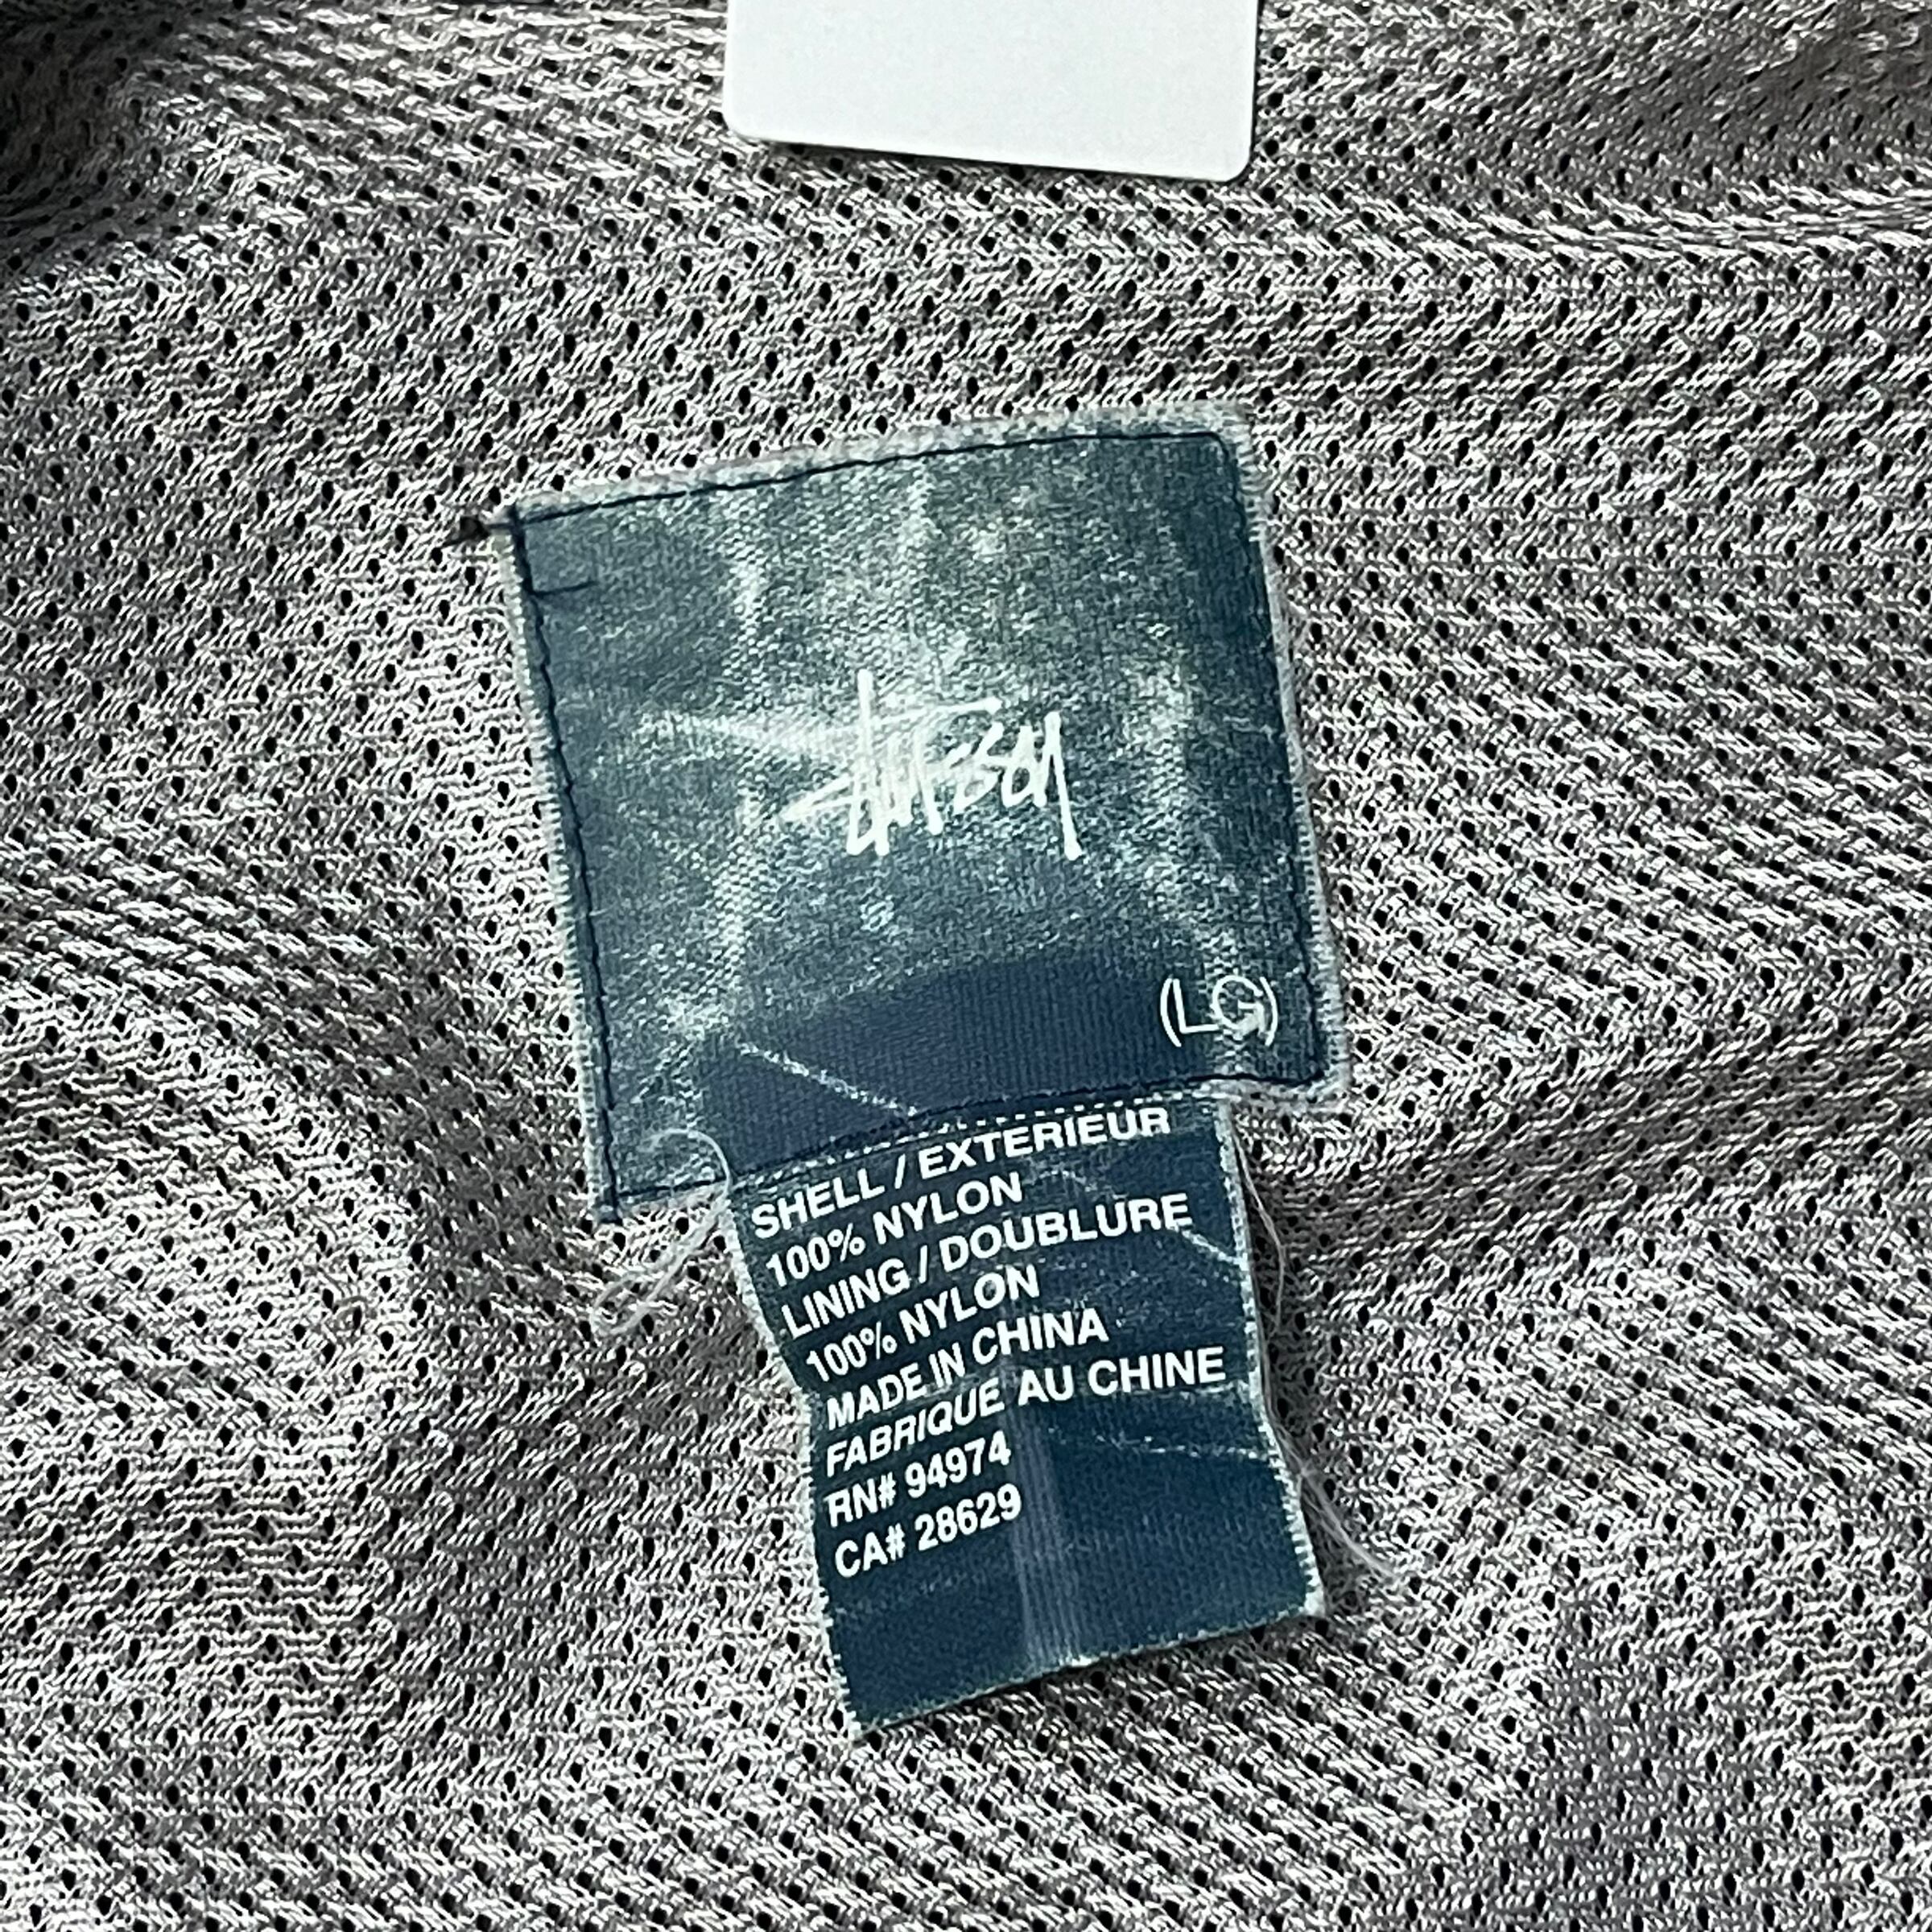 Stussy
(LG)
SHELL / EXTERIEUR
100% NYLON
LINING / DOUBLURE
100% NYLON
MADE IN CHINA
FABRIQUE AU CHINE
RN# 94974
CA# 28629